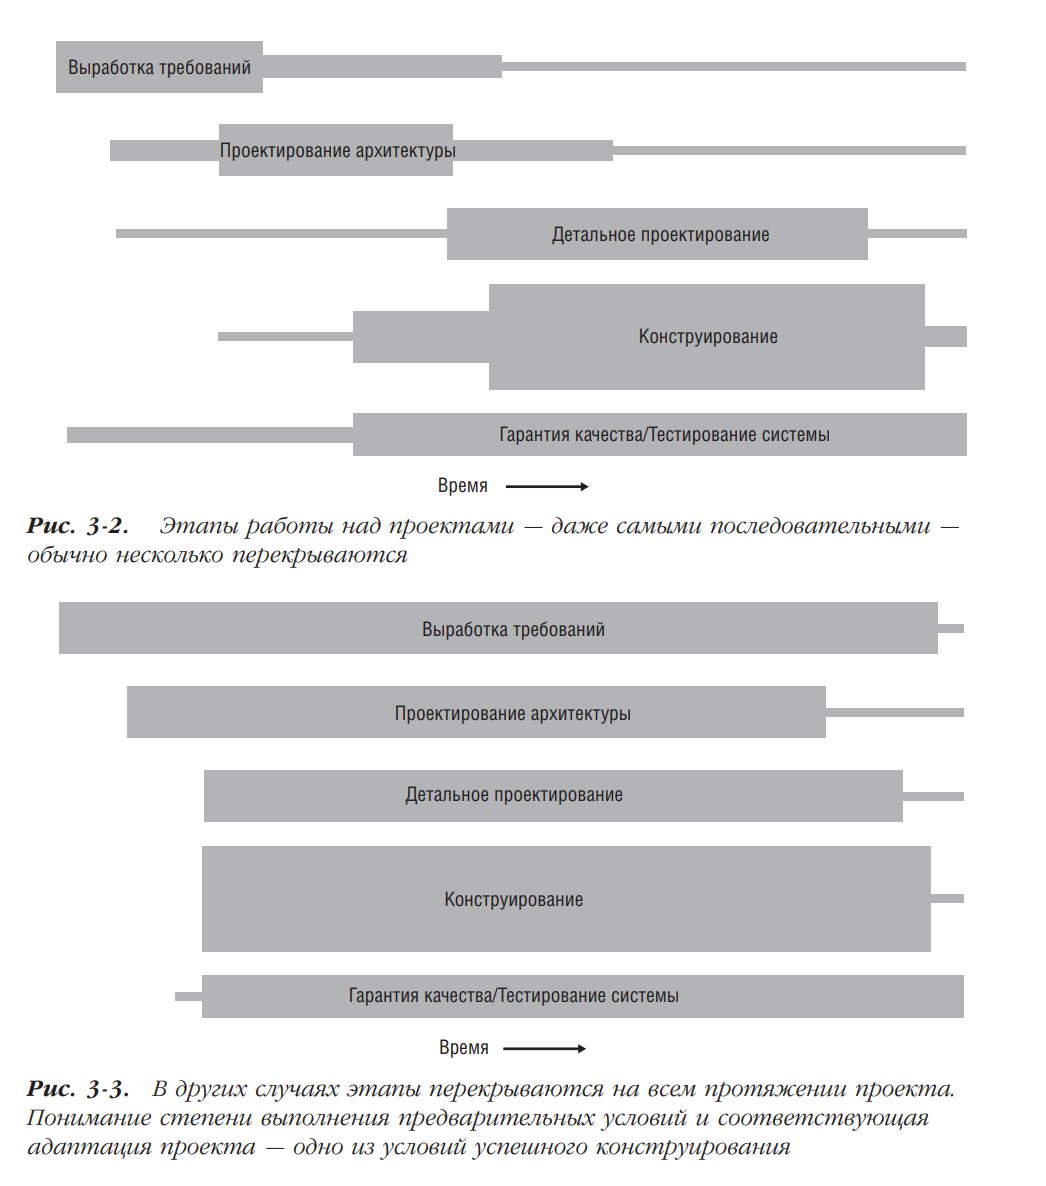 Выработка требований
Проектирование архитектуры
Детальное проектирование
Конструирование
Гарантия качества/Тестирование системы
Время
Рис. 3-2. Этапы работы над проектами — даже самыми последовательными —
обычно несколько перекрываются
Выработка требований
Проектирование архитектуры
Детальное проектирование
Конструирование
Гарантия качества/Тестирование системы
Время
Рис. 3-3. В других случаях этапы перекрываются на всем протяжении проекта.
Понимание степени выполнения предварительных условий и соответствующая
адаптация проекта — одно из условий успешного конструирования